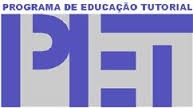 PROGRAMA DE EDUCAÇÃO TUTORIAL
PET